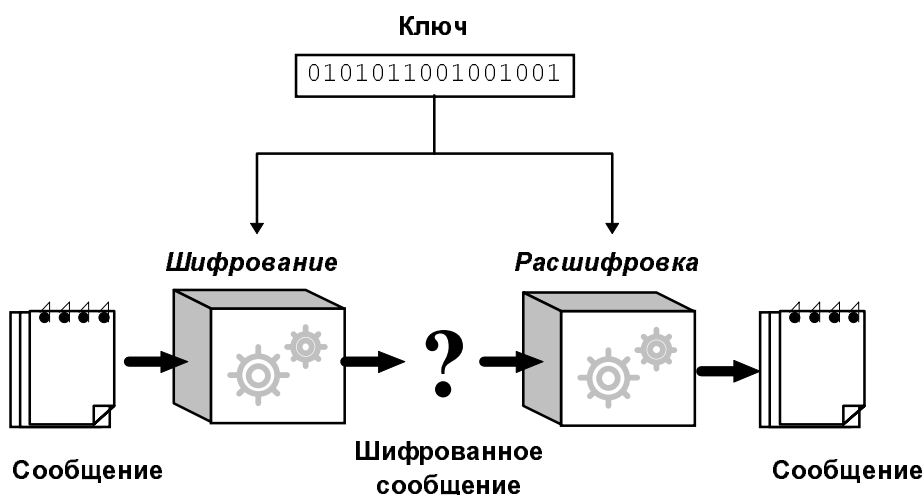 Ключ
0101011001001001
Шифрование
Расшифровка
?
Сообщение
Шифрованное
сообщение
Сообщение